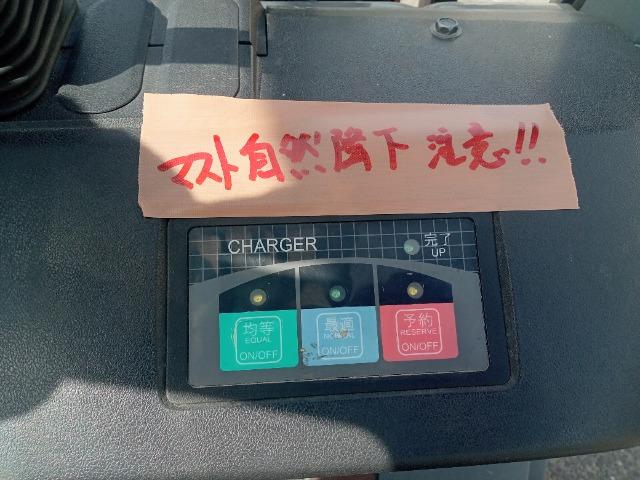 マスト自然降下 注意!!
CHARGER
完了
UP
均等
EQUAL
ON/OFF
最適
NORMAL
ON/OFF
予約
RESERVE
ON/OFF